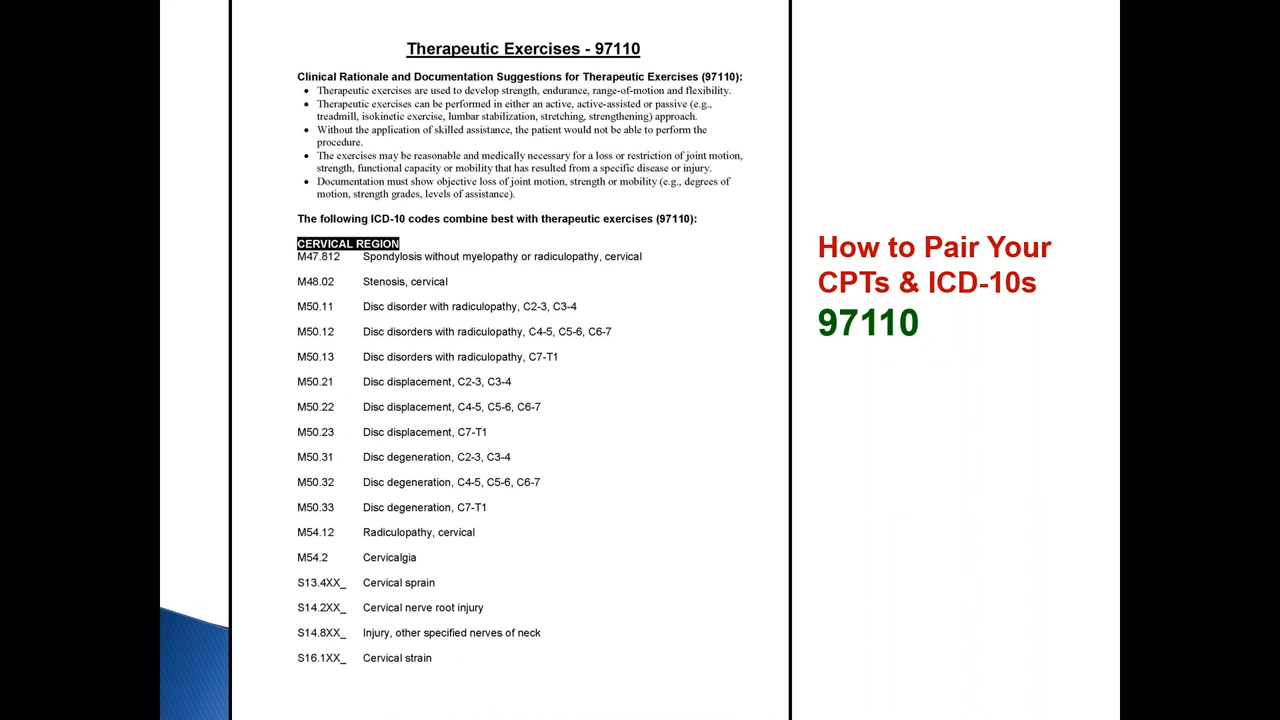 Therapeutic Exercises - 97110
Clinical Rationale and Documentation Suggestions for Therapeutic Exercises (97110):
• Therapeutic exercises are used to develop strength, endurance, range-of-motion and flexibility.
• Therapeutic exercises can be performed in either an active, active-assisted or passive (e.g.,
treadmill, isokinetic exercise, lumbar stabilization, stretching, strengthening) approach.
• Without the application of skilled assistance, the patient would not be able to perform the
procedure.
• The exercises may be reasonable and medically necessary for a loss or restriction of joint motion,
strength, functional capacity or mobility that has resulted from a specific disease or injury.
• Documentation must show objective loss of joint motion, strength or mobility (e.g., degrees of
motion, strength grades, levels of assistance).
The following ICD-10 codes combine best with therapeutic exercises (97110):
CERVICAL REGION
M47.812 Spondylosis without myelopathy or radiculopathy, cervical
M48.02 Stenosis, cervical
M50.11 Disc disorder with radiculopathy, C2-3, C3-4
M50.12 Disc disorders with radiculopathy, C4-5, C5-6, C6-7
M50.13 Disc disorders with radiculopathy, C7-T1
M50.21 Disc displacement, C2-3, C3-4
M50.22 Disc displacement, C4-5, C5-6, C6-7
M50.23 Disc displacement, C7-T1
M50.31 Disc degeneration, C2-3, C3-4
M50.32 Disc degeneration, C4-5, C5-6, C6-7
M50.33 Disc degeneration, C7-T1
M54.12 Radiculopathy, cervical
M54.2 Cervicalgia
S13.4XX_ Cervical sprain
S14.2XX_ Cervical nerve root injury
S14.8XX_ Injury, other specified nerves of neck
S16.1XX_ Cervical strain
How to Pair Your
CPTs & ICD-10s
97110